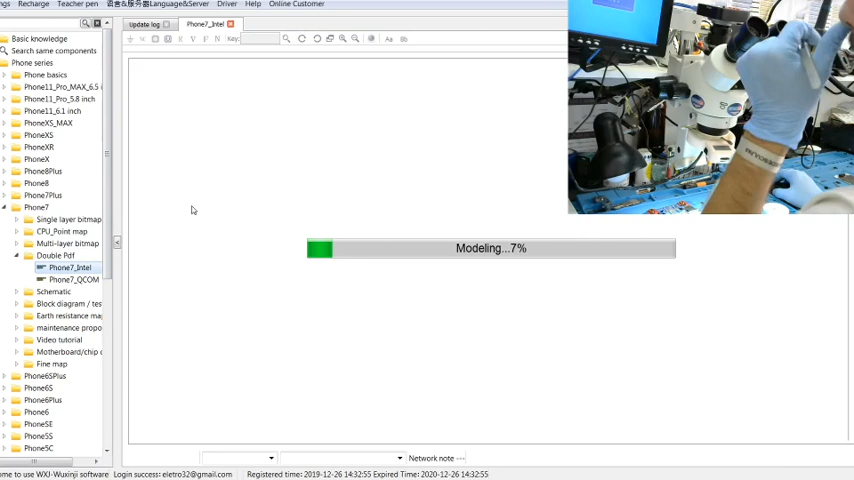 ngs Recharge Teacher pen 语言&服务器Language&Server Driver Help Online Customer
Update log Phone7_Intel
Key:
Aa Bb
Basic knowledge
Search same components
Phone series
Phone basics
Phone11_Pro_MAX_6.5 i
Phone11_Pro_5.8 inch
Phone11_6.1 inch
PhoneXS_MAX
PhoneXS
PhoneXR
PhoneX
Phone8Plus
Phone8
Phone7Plus
Phone7
Single layer bitmap
CPU_Point map
Multi-layer bitmap
Double Pdf
Phone7_Intel
Phone7_QCOM
Schematic
Block diagram / tes
Earth resistance ma
maintenance propo
Video tutorial
Motherboard/chip c
Fine map
Phone6SPlus
Phone6S
Phone6Plus
Phone6
PhoneSE
Phone5S
Phone5C
Modeling...7%
Network note ---
ome to use WXJ-Wuxinji software Login success: eletro32@gmail.com Registered time: 2019-12-26 14:32:55 Expired Time: 2020-12-26 14:32:55